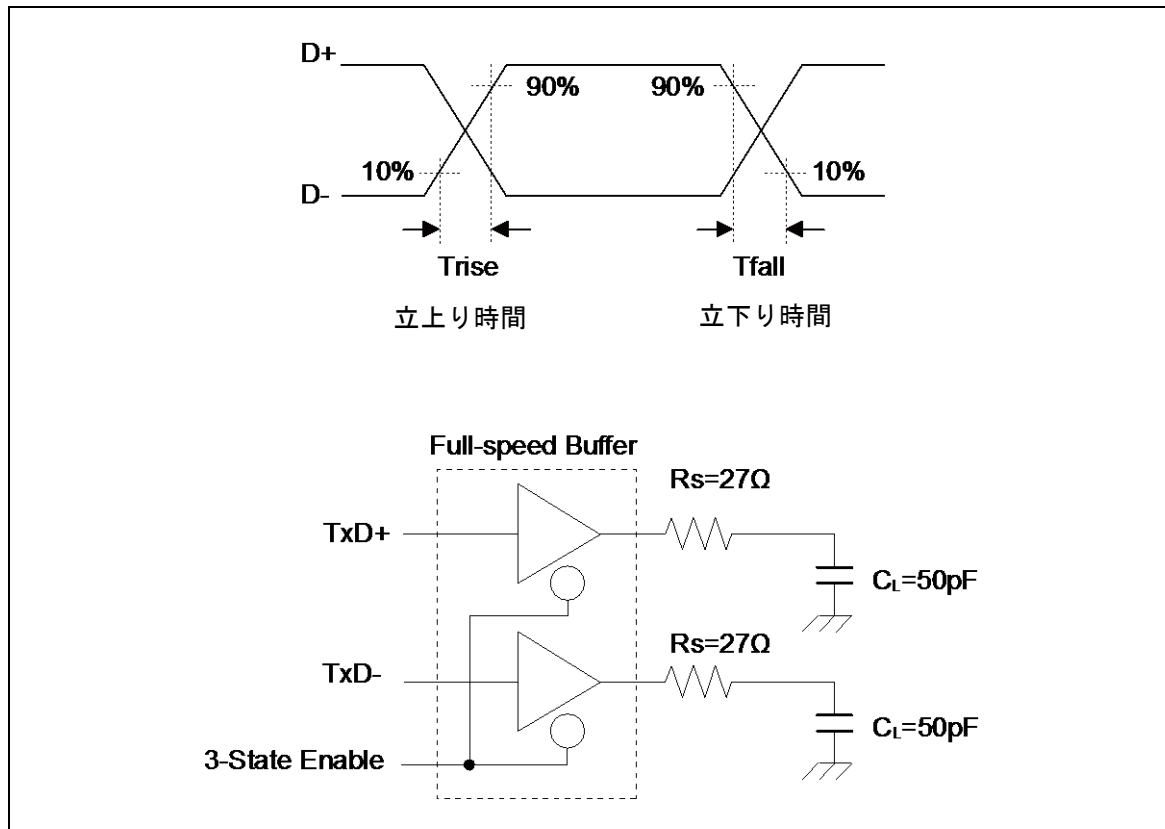 D+
90%
90%
10%
10%
D-
Trise
Tfall
立上り時間
立下り時間
Full-speed Buffer
Rs=27Ω
TxD+
CL=50pF
Rs=27Ω
TxD-
CL=50pF
3-State Enable